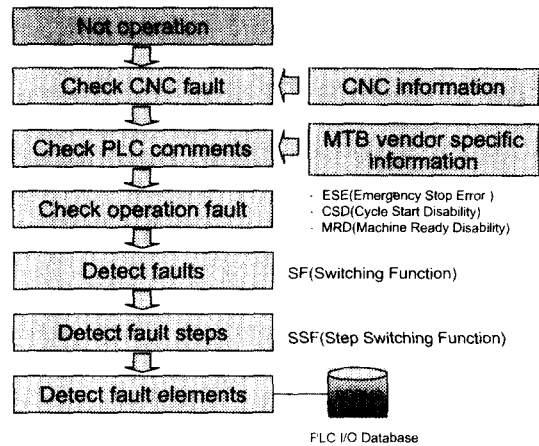 Not operation
Check CNC fault
CNC information
Check PLC comments
MTB vendor specific
information
· ESE(Emergency Stop Error )
· CSD(Cycle Start Disability)
· MRD(Machine Ready Disability)
Check operation fault
Detect faults
SF(Switching Function)
Detect fault steps
SSF(Step Switching Function)
Detect fault elements
PLC I/O Database